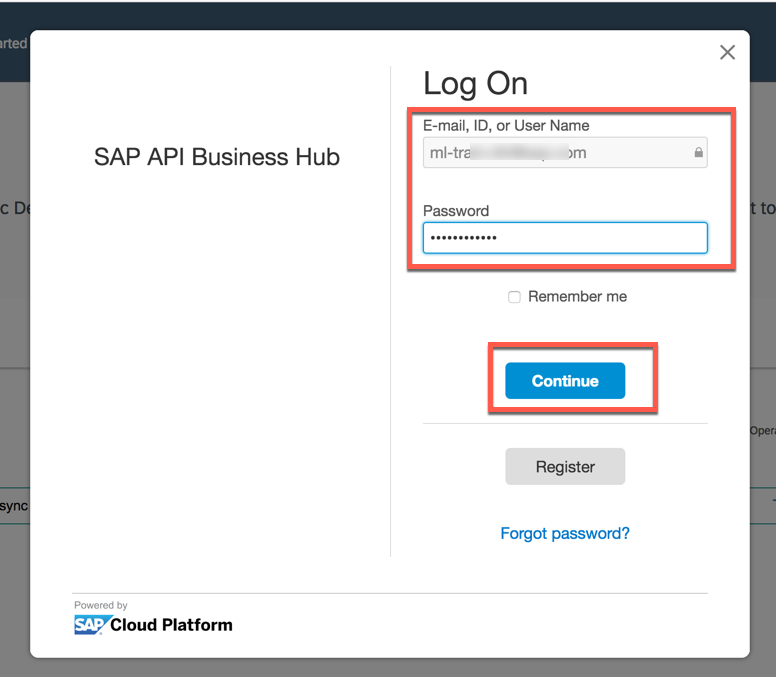 arted
Log On
E-mail, ID, or User Name
SAP API Business Hub
ml-tra om
c De
t to
Password
••••••••••••
Remember me
Continue
Opera
Register
sync
Forgot password?
Powered by
SAP Cloud Platform